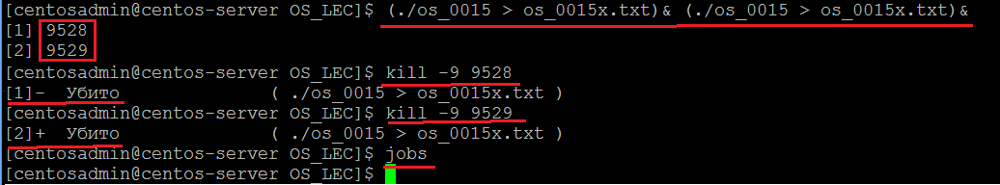 [centosadmin@centos-server OS_LEC]$ (./os_0015 > os_0015x.txt)& (./os_0015 > os_0015x.txt)&
[1] 9528
[2] 9529
[centosadmin@centos-server OS_LEC]$ kill -9 9528
[1]-  Убито              ( ./os_0015 > os_0015x.txt )
[centosadmin@centos-server OS_LEC]$ kill -9 9529
[2]+  Убито              ( ./os_0015 > os_0015x.txt )
[centosadmin@centos-server OS_LEC]$ jobs
[centosadmin@centos-server OS_LEC]$